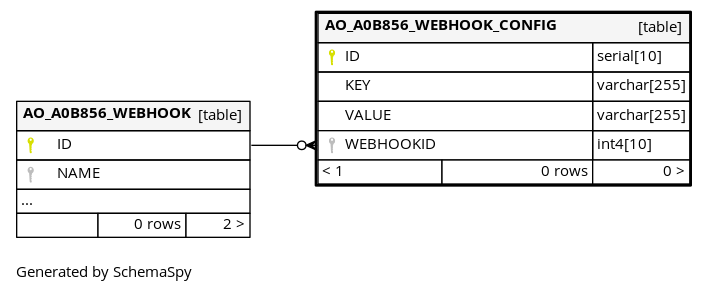 AO_A0B856_WEBHOOK_CONFIG [table]
ID serial[10]
KEY varchar[255]
VALUE varchar[255]
WEBHOOKID int4[10]
< 1 0 rows 0 >
AO_A0B856_WEBHOOK [table]
ID
NAME
...
0 rows 2 >
Generated by SchemaSpy